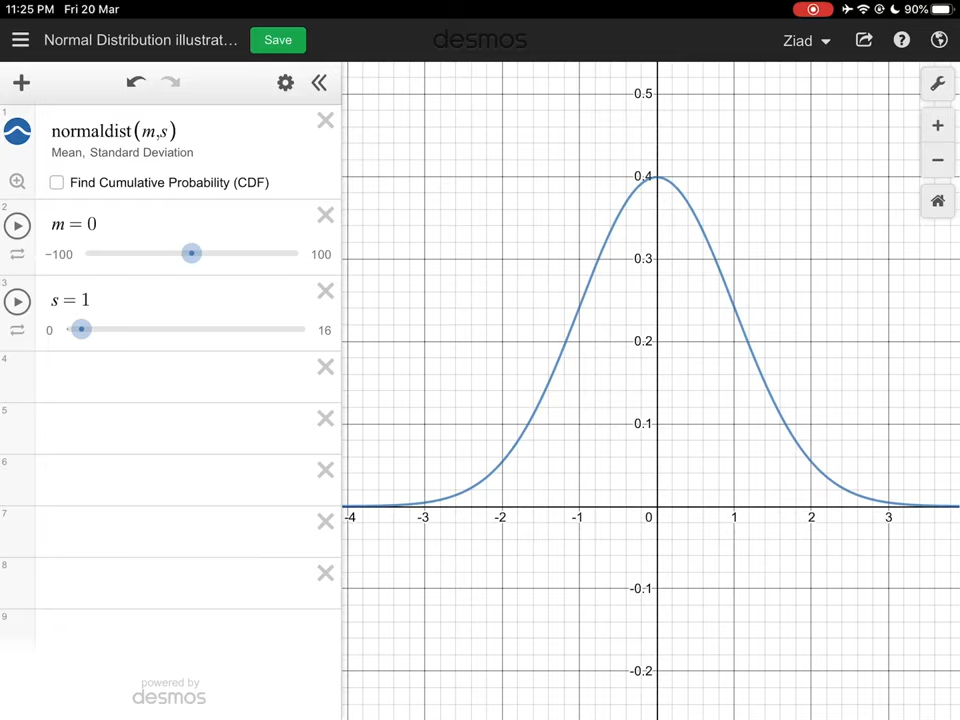 11:25 PM Fri 20 Mar 90%
Normal Distribution illustrat... Save desmos Ziad ?
1
normaldist(m,s)
Mean, Standard Deviation
Find Cumulative Probability (CDF)
2
m = 0
−100 100
3
s = 1
0 16
4
5
6
7
8
9
powered by
desmos
0.5
0.4
0.3
0.2
0.1
-4 -3 -2 -1 0 1 2 3
-0.1
-0.2